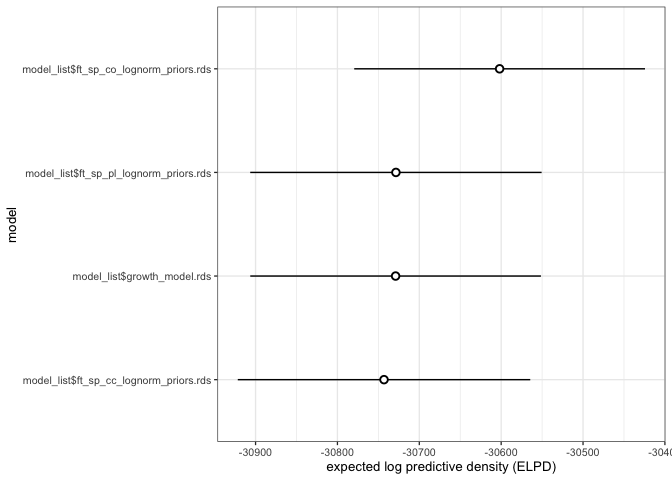 model_list$ft_sp_co_lognorm_priors.rds
model_list$ft_sp_pl_lognorm_priors.rds
model_list$growth_model.rds
model_list$ft_sp_cc_lognorm_priors.rds
model
-30900 -30800 -30700 -30600 -30500 -3040
expected log predictive density (ELPD)